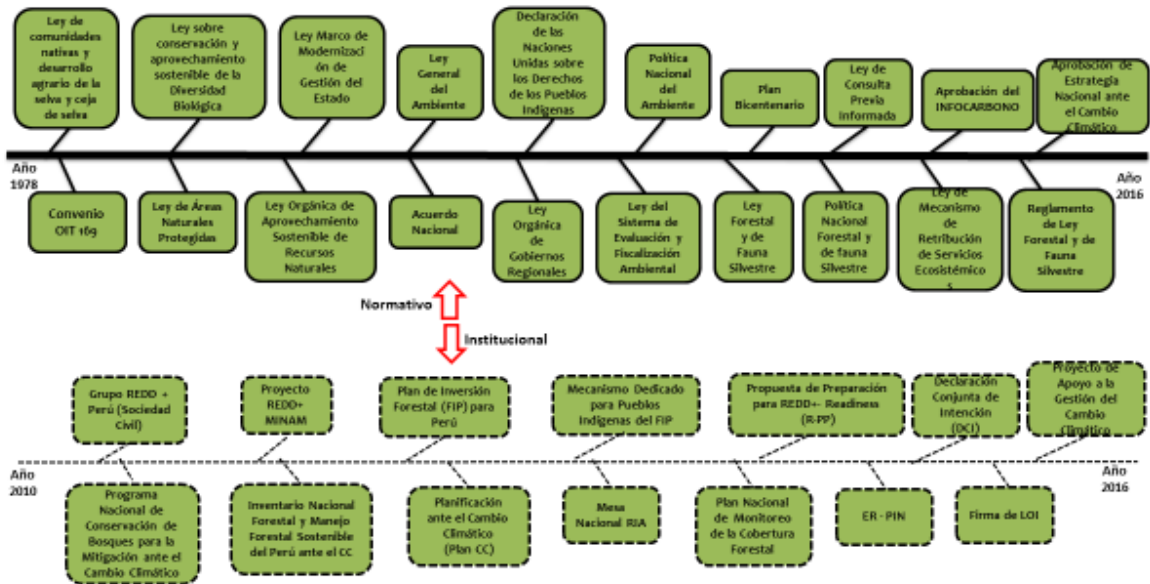 Ley de
comunidades
nativas y
desarrollo
agrario de la
selva y ceja
de selva
Ley sobre
conservación y
aprovechamiento
sostenible de la
Diversidad
Biológica
Ley Marco de
Modernizaci
ón de
Gestión del
Estado
Ley
General del
Ambiente
Declaración
de las
Naciones
Unidas sobre
los Derechos
de los Pueblos
Indígenas
Política
Nacional
del
Ambiente
Plan
Bicentenario
Ley de
Consulta
Previa
Informada
Aprobación del
INFOCARBONO
Aprobación de
Estrategia
Nacional ante
el Cambio
Climático
Año
1978
Año
2016
Convenio
OIT 169
Ley de Áreas
Naturales
Protegidas
Ley Orgánica de
Aprovechamiento
Sostenible de
Recursos
Naturales
Acuerdo
Nacional
Ley
Orgánica
de
Gobiernos
Regionales
Ley del
Sistema de
Evaluación y
Fiscalización
Ambiental
Ley
Forestal
y de
Fauna
Silvestre
Política
Nacional
Forestal y
de fauna
Silvestre
Ley de
Mecanismo
de
Retribución
de Servicios
Ecosistémico
s
Reglamento
de Ley
Forestal y de
Fauna
Silvestre
Normativo
Institucional
Grupo REDD +
Perú (Sociedad
Civil)
Proyecto
REDD+
MINAM
Plan de Inversión
Forestal (FIP) para
Perú
Mecanismo Dedicado
para Pueblos
Indígenas del FIP
Propuesta de Preparación
para REDD+- Readiness
(R-PP)
Declaración
Conjunta de
Intención
(DCI)
Proyecto de
Apoyo a la
Gestión del
Cambio
Climático
Año
2010
Año
2016
Programa
Nacional de
Conservación de
Bosques para la
Mitigación ante el
Cambio Climático
Inventario Nacional
Forestal y Manejo
Forestal Sostenible
del Perú ante el CC
Planificación
ante el Cambio
Climático
(Plan CC)
Mesa
Nacional RIA
Plan Nacional
de Monitoreo
de la Cobertura
Forestal
ER - PIN
Firma de LOI